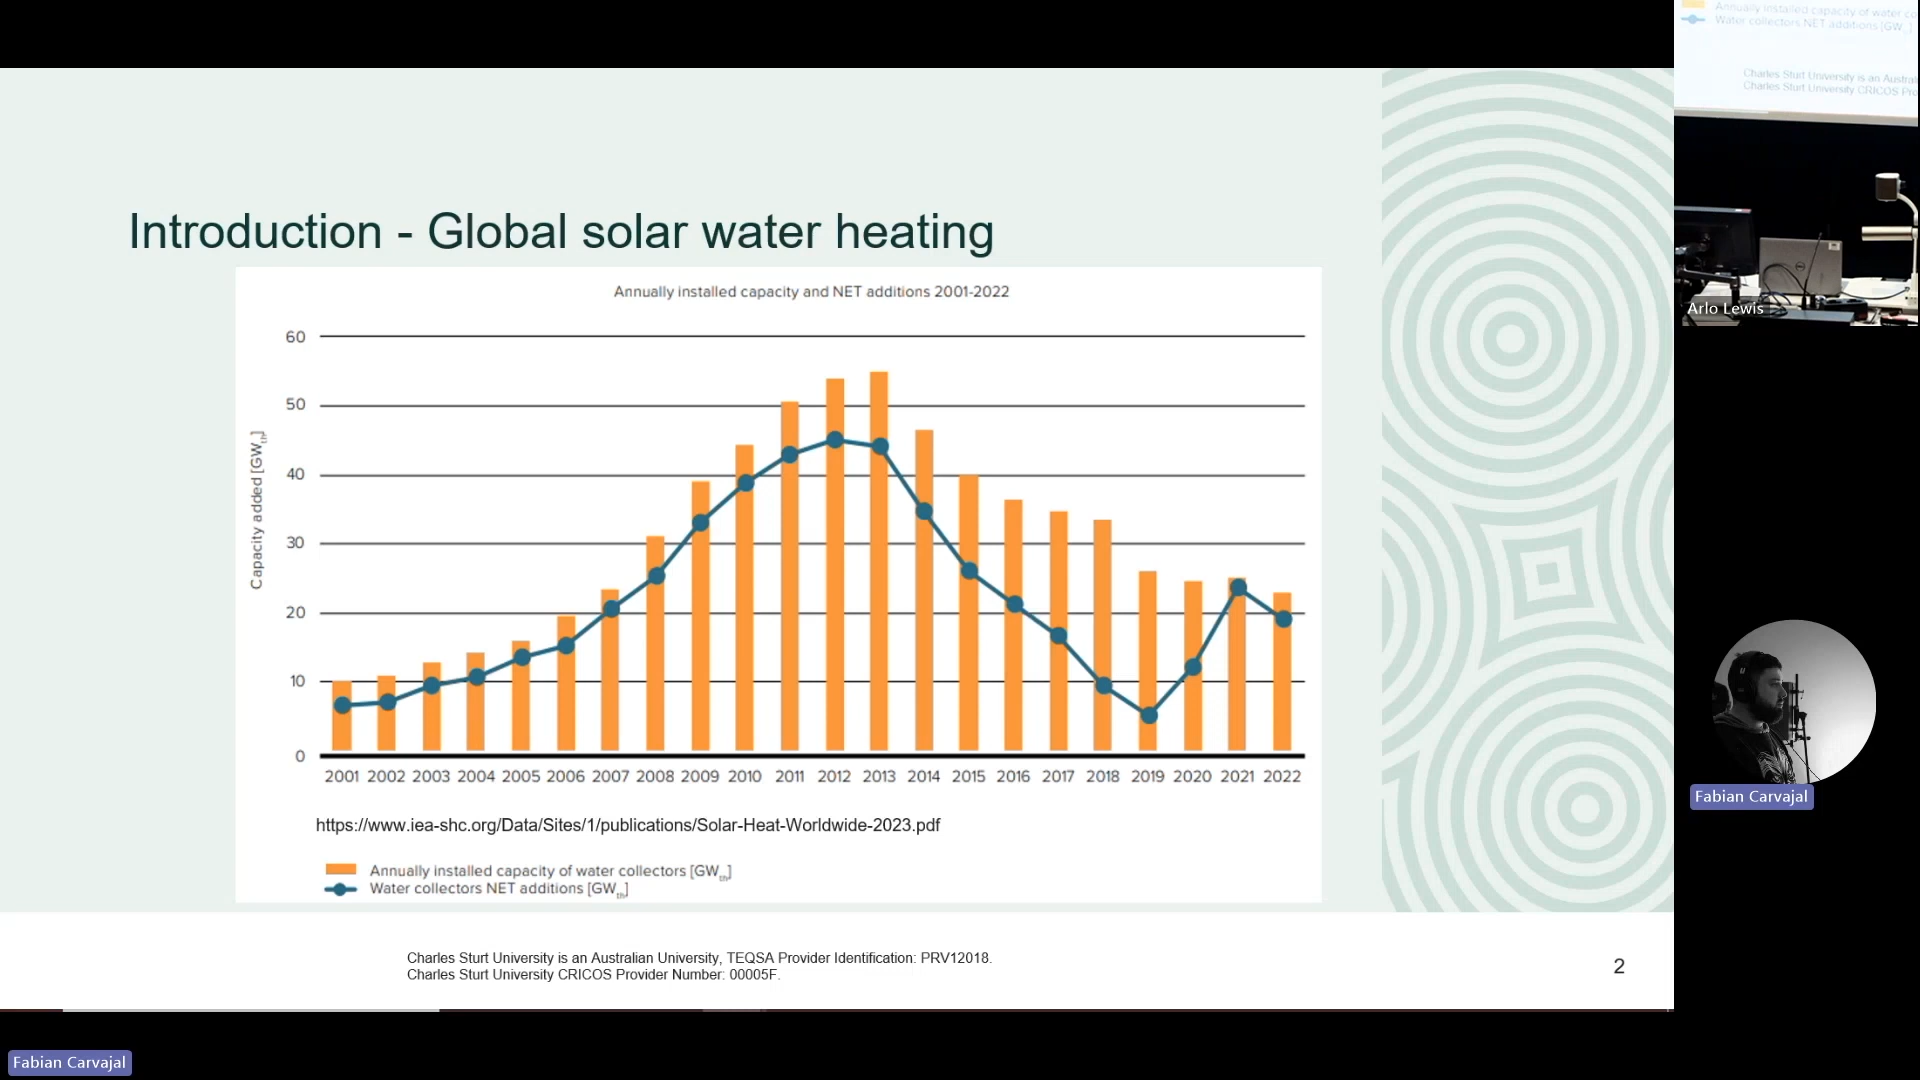 Introduction - Global solar water heating
Annually installed capacity and NET additions 2001-2022
60
50
40
30
20
10
0
Capacity added [GWth]
2001 2002 2003 2004 2005 2006 2007 2008 2009 2010 2011 2012 2013 2014 2015 2016 2017 2018 2019 2020 2021 2022
https://www.iea-shc.org/Data/Sites/1/publications/Solar-Heat-Worldwide-2023.pdf
Annually installed capacity of water collectors [GWth]
Water collectors NET additions [GWth]
Charles Sturt University is an Australian University, TEQSA Provider Identification: PRV12018.
Charles Sturt University CRICOS Provider Number: 00005F.
2
Annually installed capacity of water co
Water collectors NET additions [GW
Charles Sturt University is an Austral
Charles Sturt University CRICOS Pro
Arlo Lewis
Fabian Carvajal
Fabian Carvajal